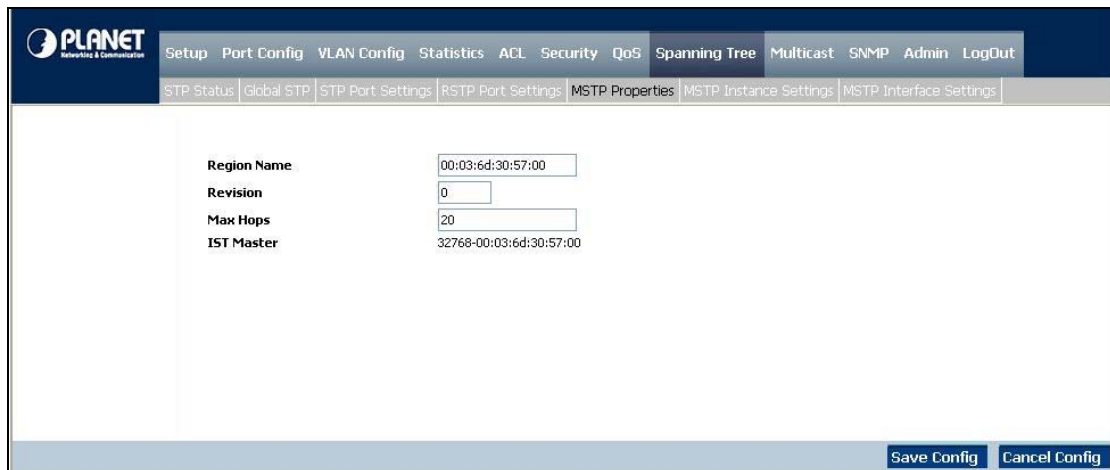 PLANET
Networking & Communication
Setup Port Config VLAN Config Statistics ACL Security QoS Spanning Tree Multicast SNMP Admin LogOut
STP Status Global STP STP Port Settings RSTP Port Settings MSTP Properties MSTP Instance Settings MSTP Interface Settings
Region Name 00:03:6d:30:57:00
Revision 0
Max Hops 20
IST Master 32768-00:03:6d:30:57:00
Save Config Cancel Config